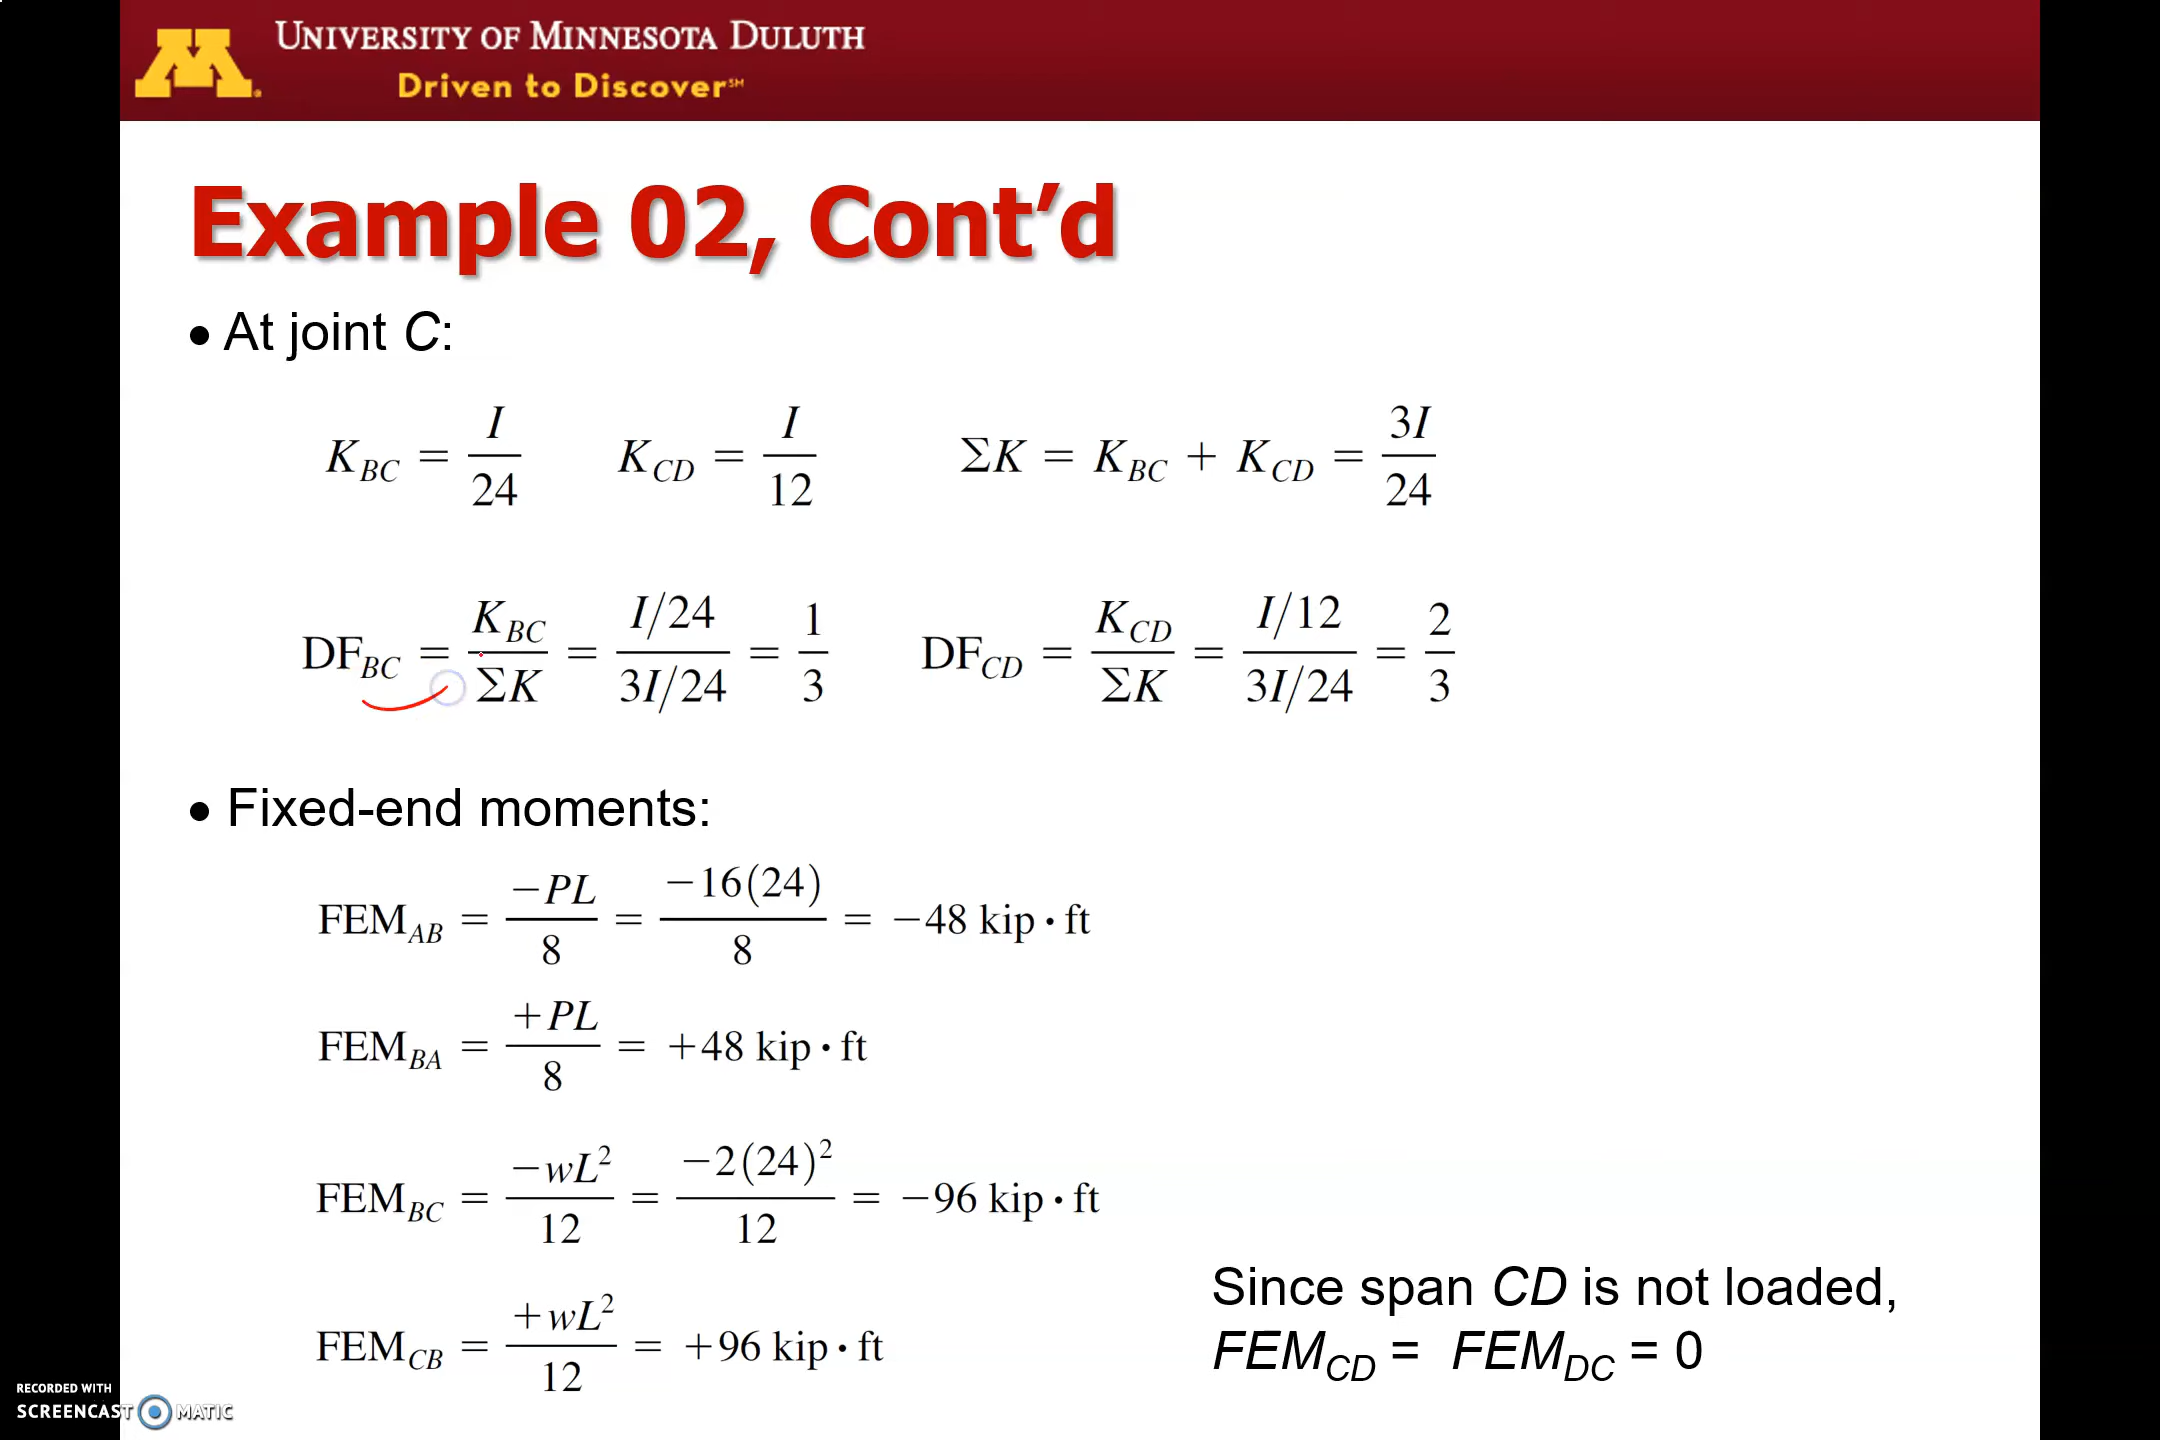 UNIVERSITY OF MINNESOTA DULUTH
Driven to Discover℠
Example 02, Cont’d
● At joint C:
K_BC = I/24   K_CD = I/12   ΣK = K_BC + K_CD = 3I/24
DF_BC = K_BC/ΣK = (I/24)/(3I/24) = 1/3   DF_CD = K_CD/ΣK = (I/12)/(3I/24) = 2/3
● Fixed-end moments:
FEM_AB = −PL/8 = −16(24)/8 = −48 kip · ft
FEM_BA = +PL/8 = +48 kip · ft
FEM_BC = −wL²/12 = −2(24)²/12 = −96 kip · ft
FEM_CB = +wL²/12 = +96 kip · ft
Since span CD is not loaded,
FEM_CD = FEM_DC = 0
RECORDED WITH
SCREENCAST MATIC